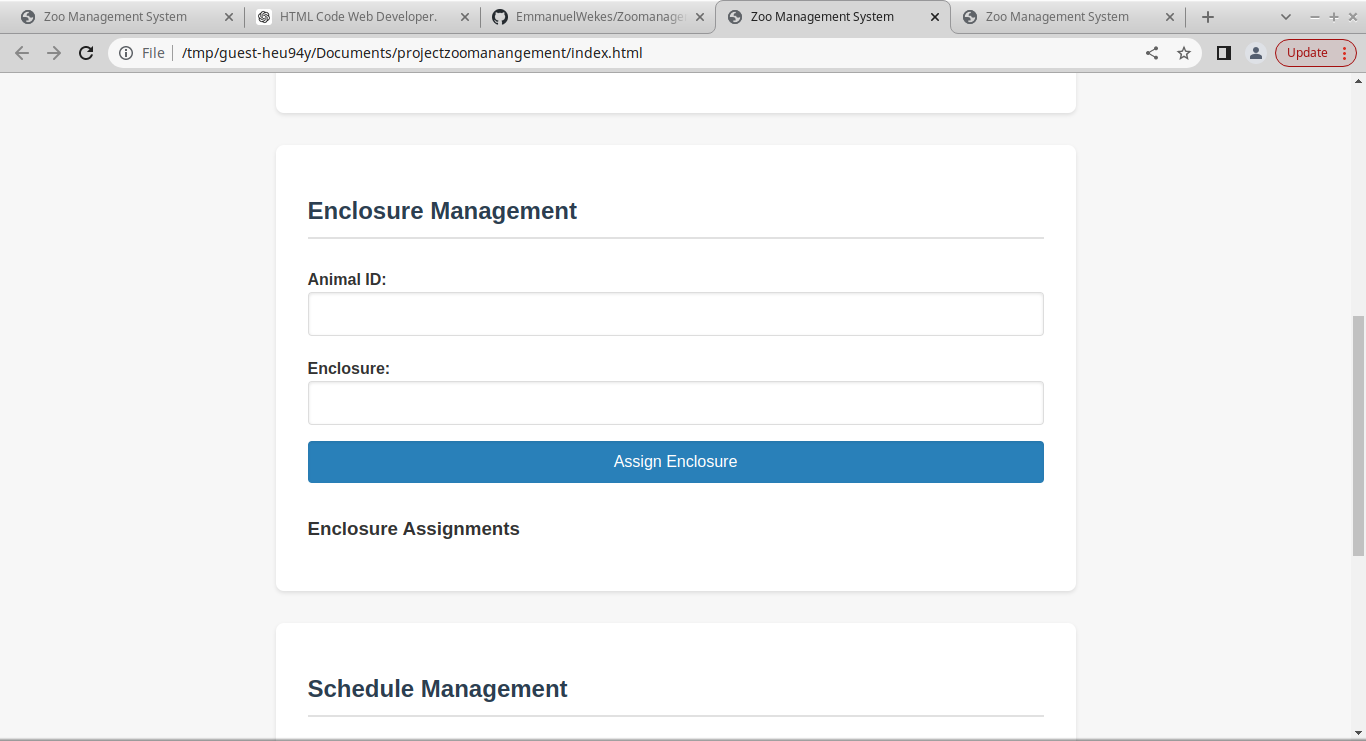 Zoo Management System
HTML Code Web Developer.
EmmanuelWekes/Zoomanage
Zoo Management System
Zoo Management System
File
/tmp/guest-heu94y/Documents/projectzoomanangement/index.html
Update
Enclosure Management
Animal ID:
Enclosure:
Assign Enclosure
Enclosure Assignments
Schedule Management